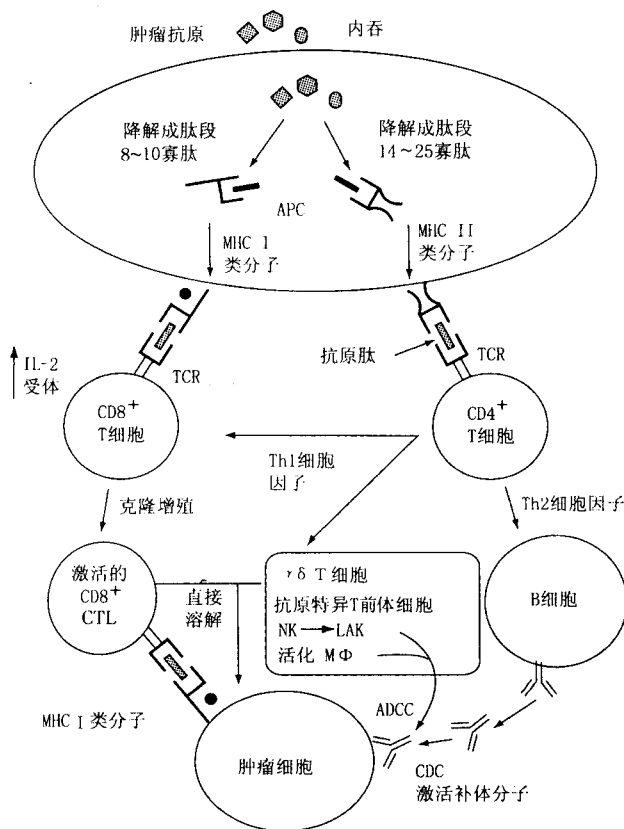 肿瘤抗原
内吞
降解成肽段
8~10寡肽
降解成肽段
14~25寡肽
APC
MHC I
类分子
MHC II
类分子
IL-2
受体
TCR
抗原肽
TCR
CD8+
T细胞
CD4+
T细胞
Th1细胞
因子
克隆增殖
Th2细胞因子
激活的
CD8+
CTL
直接
溶解
γδ T细胞
抗原特异T前体细胞
NK→LAK
活化 MΦ
B细胞
MHC I 类分子
ADCC
肿瘤细胞
CDC
激活补体分子